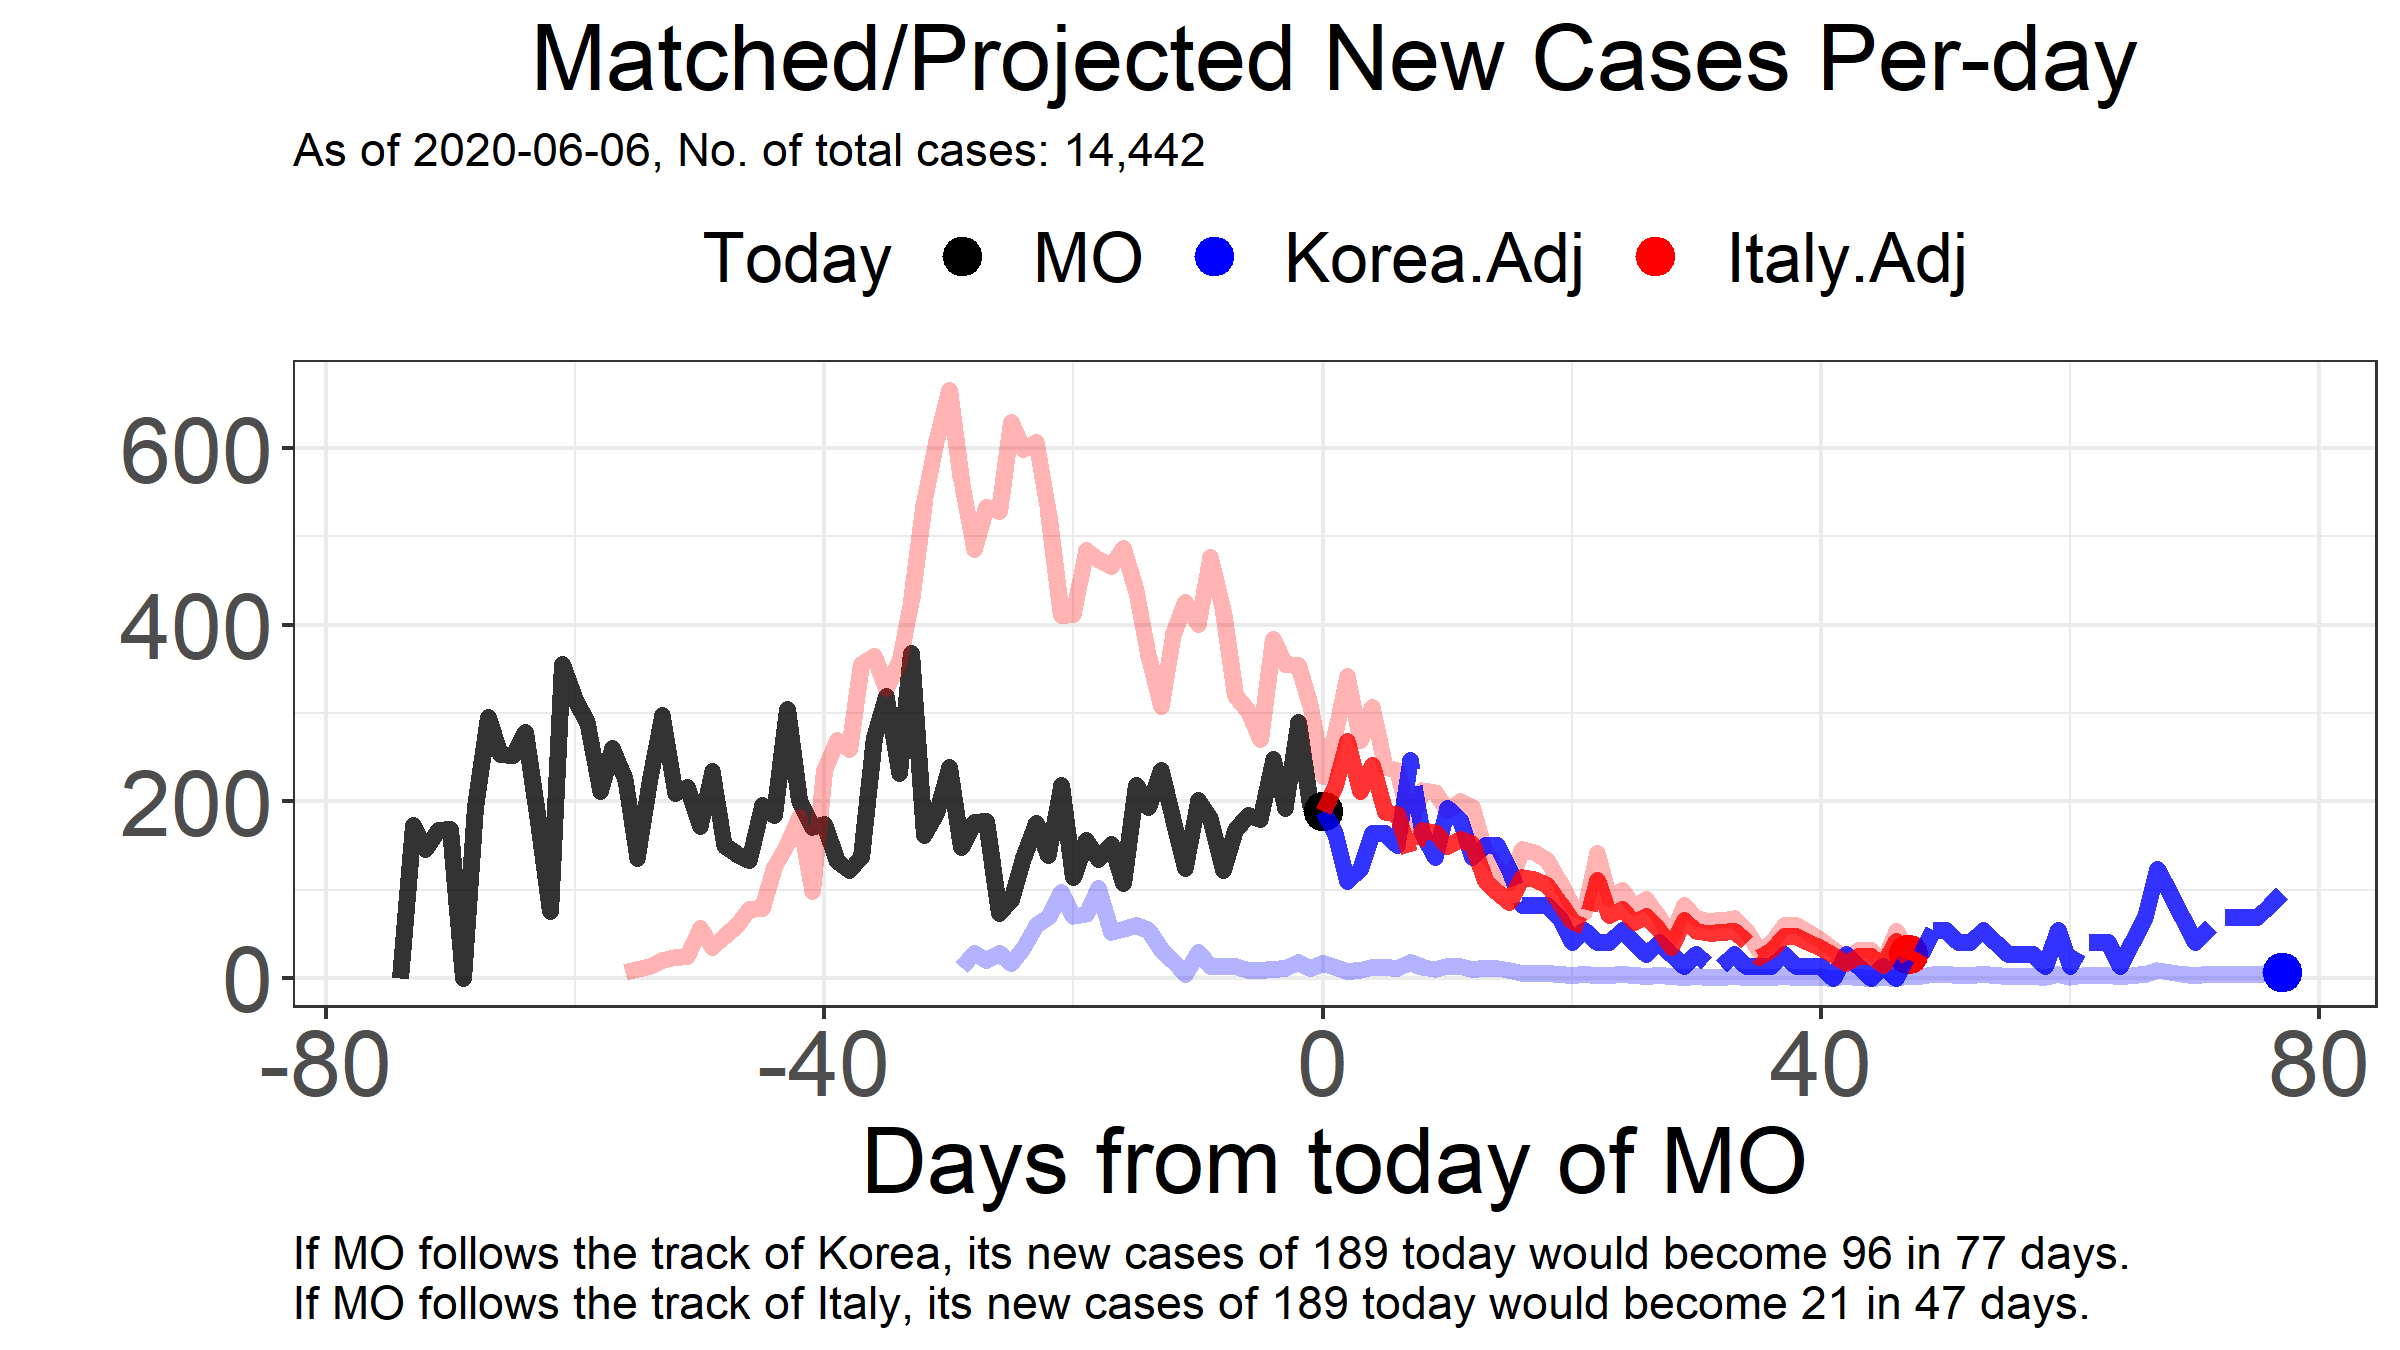 Matched/Projected New Cases Per-day
As of 2020-06-06, No. of total cases: 14,442
Today MO Korea.Adj Italy.Adj
600
400
200
0
-80 -40 0 40 80
Days from today of MO
If MO follows the track of Korea, its new cases of 189 today would become 96 in 77 days.
If MO follows the track of Italy, its new cases of 189 today would become 21 in 47 days.